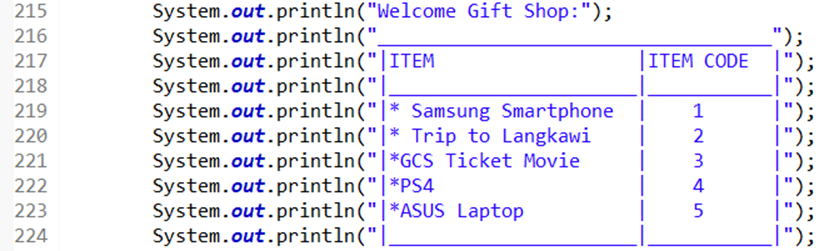 215 System.out.println("Welcome Gift Shop:");
216 System.out.println("___________________________________");
217 System.out.println("|ITEM                  |ITEM CODE  |");
218 System.out.println("|______________________|___________|");
219 System.out.println("|* Samsung Smartphone  |    1      |");
220 System.out.println("|* Trip to Langkawi    |    2      |");
221 System.out.println("|*GCS Ticket Movie     |    3      |");
222 System.out.println("|*PS4                  |    4      |");
223 System.out.println("|*ASUS Laptop          |    5      |");
224 System.out.println("|______________________|___________|");